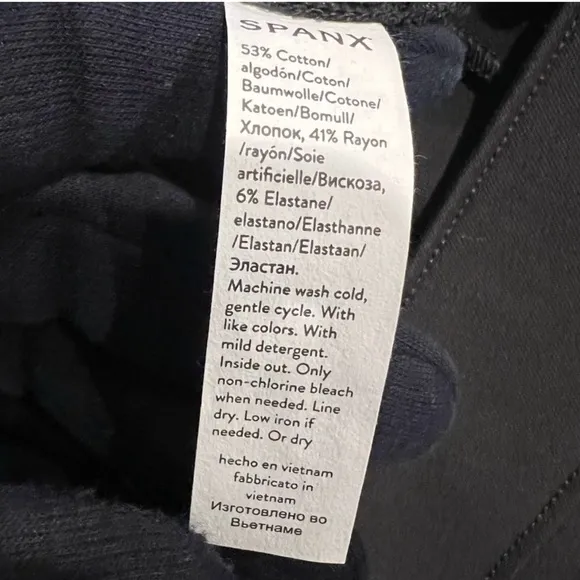 SPANX
53% Cotton/
algodón/Coton/
Baumwolle/Cotone/
Katoen/Bomull/
Хлопок, 41% Rayon
/rayón/Soie
artificielle/Вискоза,
6% Elastane/
elastano/Elasthanne
/Elastan/Elastaan/
Эластан.
Machine wash cold,
gentle cycle. With
like colors. With
mild detergent.
Inside out. Only
non-chlorine bleach
when needed. Line
dry. Low iron if
needed. Or dry
hecho en vietnam
fabbricato in
vietnam
Изготовлено во
Вьетнаме